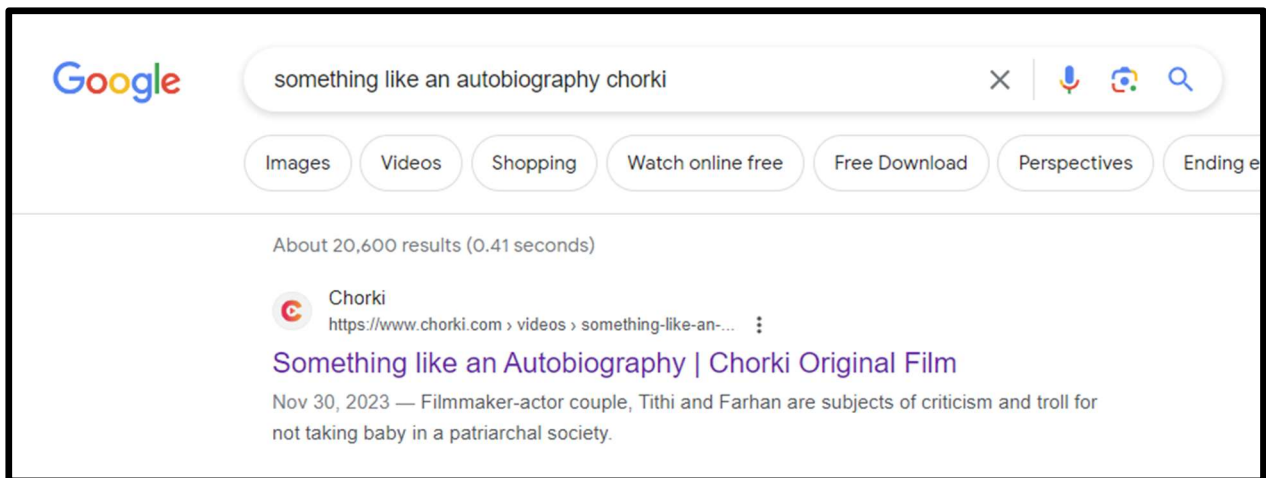 Google
something like an autobiography chorki
Images Videos Shopping Watch online free Free Download Perspectives Ending e
About 20,600 results (0.41 seconds)
Chorki
https://www.chorki.com › videos › something-like-an-...
Something like an Autobiography | Chorki Original Film
Nov 30, 2023 — Filmmaker-actor couple, Tithi and Farhan are subjects of criticism and troll for
not taking baby in a patriarchal society.